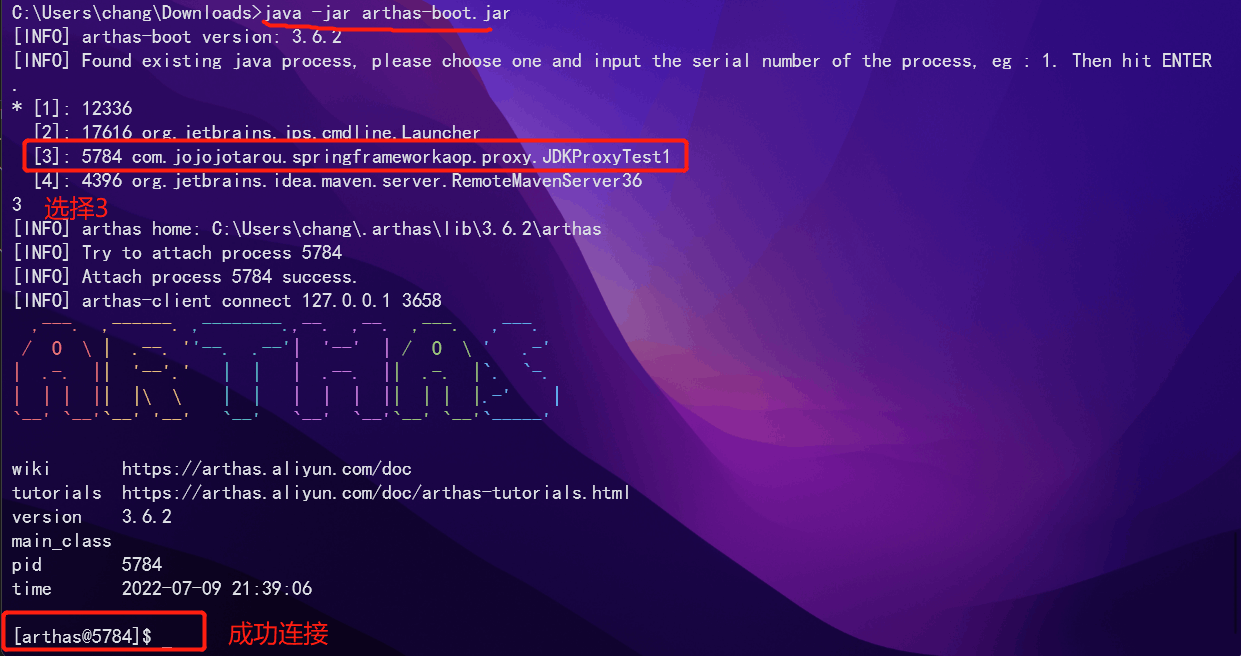 C:\Users\chang\Downloads>java -jar arthas-boot.jar
[INFO] arthas-boot version: 3.6.2
[INFO] Found existing java process, please choose one and input the serial number of the process, eg : 1. Then hit ENTER
.
* [1]: 12336
[2]: 17616 org.jetbrains.jps.cmdline.Launcher
[3]: 5784 com.jojojotarou.springframeworkaop.proxy.JDKProxyTest1
[4]: 4396 org.jetbrains.idea.maven.server.RemoteMavenServer36
3 选择3
[INFO] arthas home: C:\Users\chang\.arthas\lib\3.6.2\arthas
[INFO] Try to attach process 5784
[INFO] Attach process 5784 success.
[INFO] arthas-client connect 127.0.0.1 3658
ARTHAS
wiki https://arthas.aliyun.com/doc
tutorials https://arthas.aliyun.com/doc/arthas-tutorials.html
version 3.6.2
main_class
pid 5784
time 2022-07-09 21:39:06
[arthas@5784]$ _ 成功连接